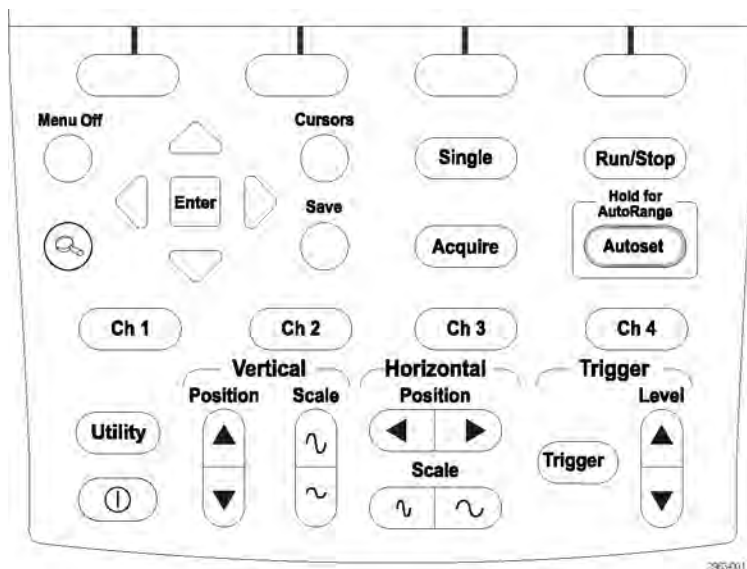 Menu Off
Cursors
Single
Run/Stop
Enter
Save
Hold for
AutoRange
Acquire
Autoset
Ch 1
Ch 2
Ch 3
Ch 4
Vertical
Horizontal
Trigger
Position
Scale
Position
Level
Utility
Scale
Trigger